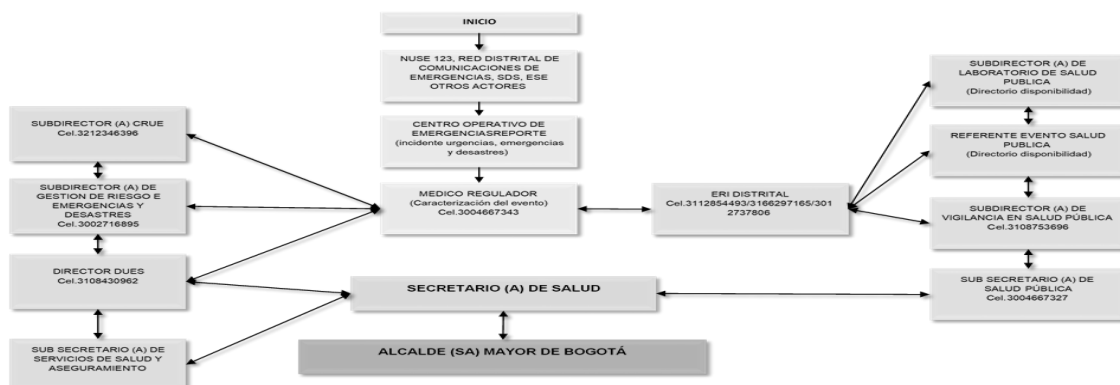 INICIO
NUSE 123, RED DISTRITAL DE
COMUNICACIONES DE
EMERGENCIAS, SDS, ESE
OTROS ACTORES
CENTRO OPERATIVO DE
EMERGENCIASREPORTE
(incidente urgencias, emergencias
y desastres)
MEDICO REGULADOR
(Caracterización del evento)
Cel.3004667343
SUBDIRECTOR (A) CRUE
Cel.3212346396
SUBDIRECTOR (A) DE
GESTION DE RIESGO E
EMERGENCIAS Y
DESASTRES
Cel.3002716895
DIRECTOR DUES
Cel.3108430962
SUB SECRETARIO (A) DE
SERVICIOS DE SALUD Y
ASEGURAMIENTO
ERI DISTRITAL
Cel.3112854493/3166297165/301
2737806
SUBDIRECTOR (A) DE
LABORATORIO DE SALUD
PUBLICA
(Directorio disponibilidad)
REFERENTE EVENTO SALUD
PUBLICA
(Directorio disponibilidad)
SUBDIRECTOR (A) DE
VIGILANCIA EN SALUD PÚBLICA
Cel.3108753696
SUB SECRETARIO (A) DE
SALUD PÚBLICA
Cel.3004667327
SECRETARIO (A) DE SALUD
ALCALDE (SA) MAYOR DE BOGOTÁ